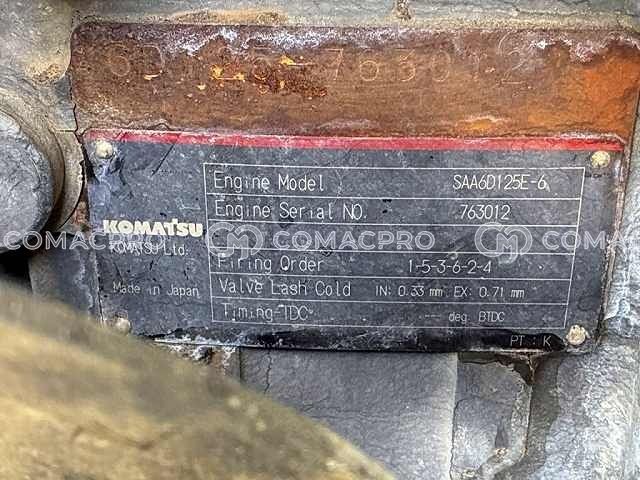 Engine Model SAA6D125E-6
Engine Serial NO. 763012
KOMATSU
COMACPRO COMACPRO COMACPRO
KOMATSU Ltd.
Firing Order 1-5-3-6-2-4
Made in Japan
Valve Lash Cold IN: 0.33 mm EX: 0.71 mm
Timing-TDC --- deg. BTDC
PT : K